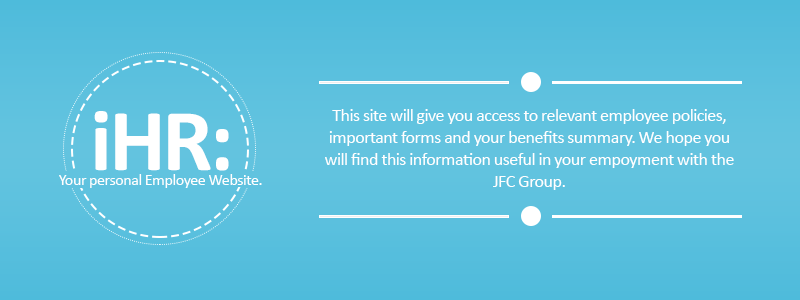 iHR:
Your personal Employee Website.
This site will give you access to relevant employee policies,
important forms and your benefits summary. We hope you
will find this information useful in your empoyment with the
JFC Group.